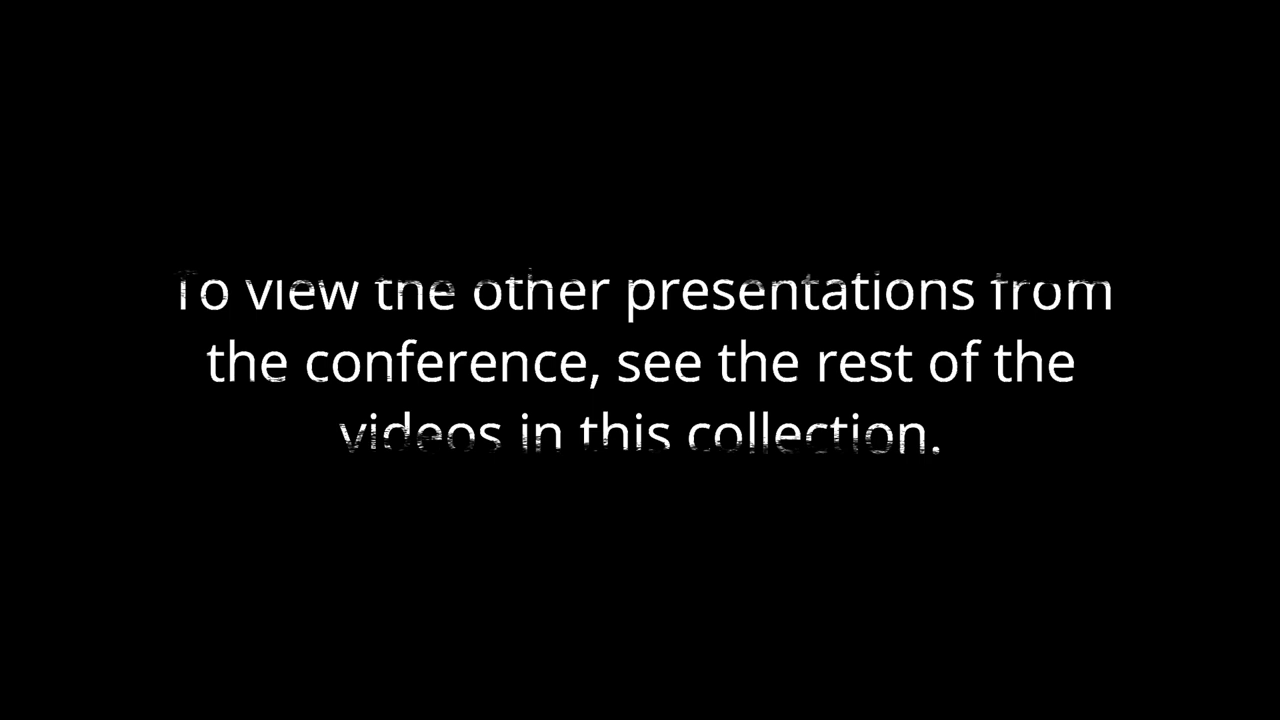 To view the other presentations from
the conference, see the rest of the
videos in this collection.